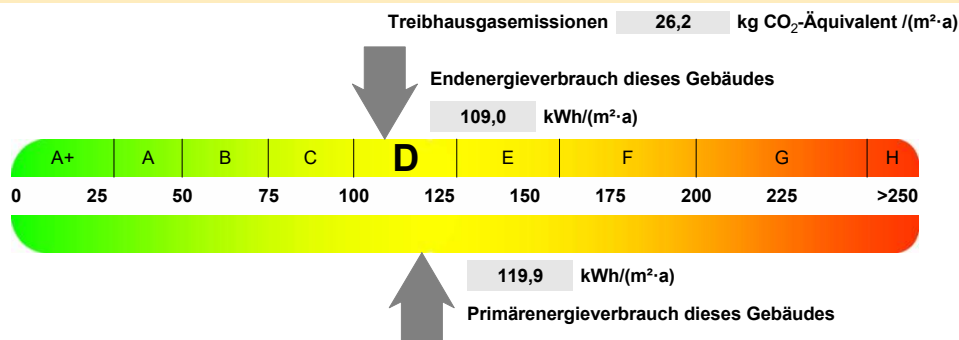 Treibhausgasemissionen 26,2 kg CO₂-Äquivalent /(m²·a)
Endenergieverbrauch dieses Gebäudes
109,0 kWh/(m²·a)
A+ A B C D E F G H
0 25 50 75 100 125 150 175 200 225 >250
119,9 kWh/(m²·a)
Primärenergieverbrauch dieses Gebäudes